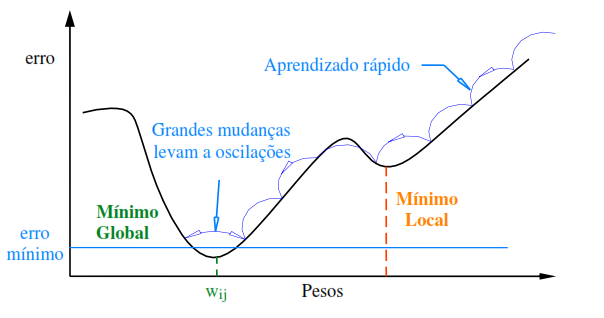 erro
Aprendizado rápido
Grandes mudanças
levam a oscilações
Mínimo
Global
Mínimo
Local
erro
mínimo
wij
Pesos